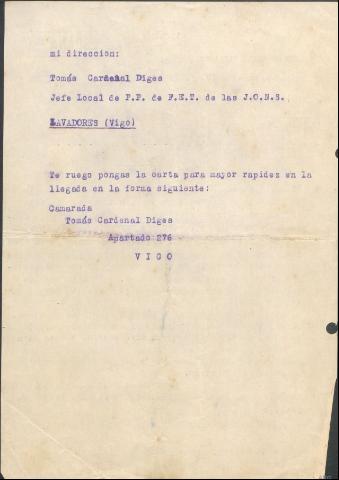 mi direccion:
Tomás Cardenal Diges
Jefe Local de P.P. de F.E.T. de las J.O.N.S.
LAVADORES (Vigo)
. . . . . . . . . . . . . . .
Te ruego pongas la carta para mayor rapidez en la
llegada en la forma siguiente:
Camarada
Tomás Cardenal Diges
Apartado 276
V I G O